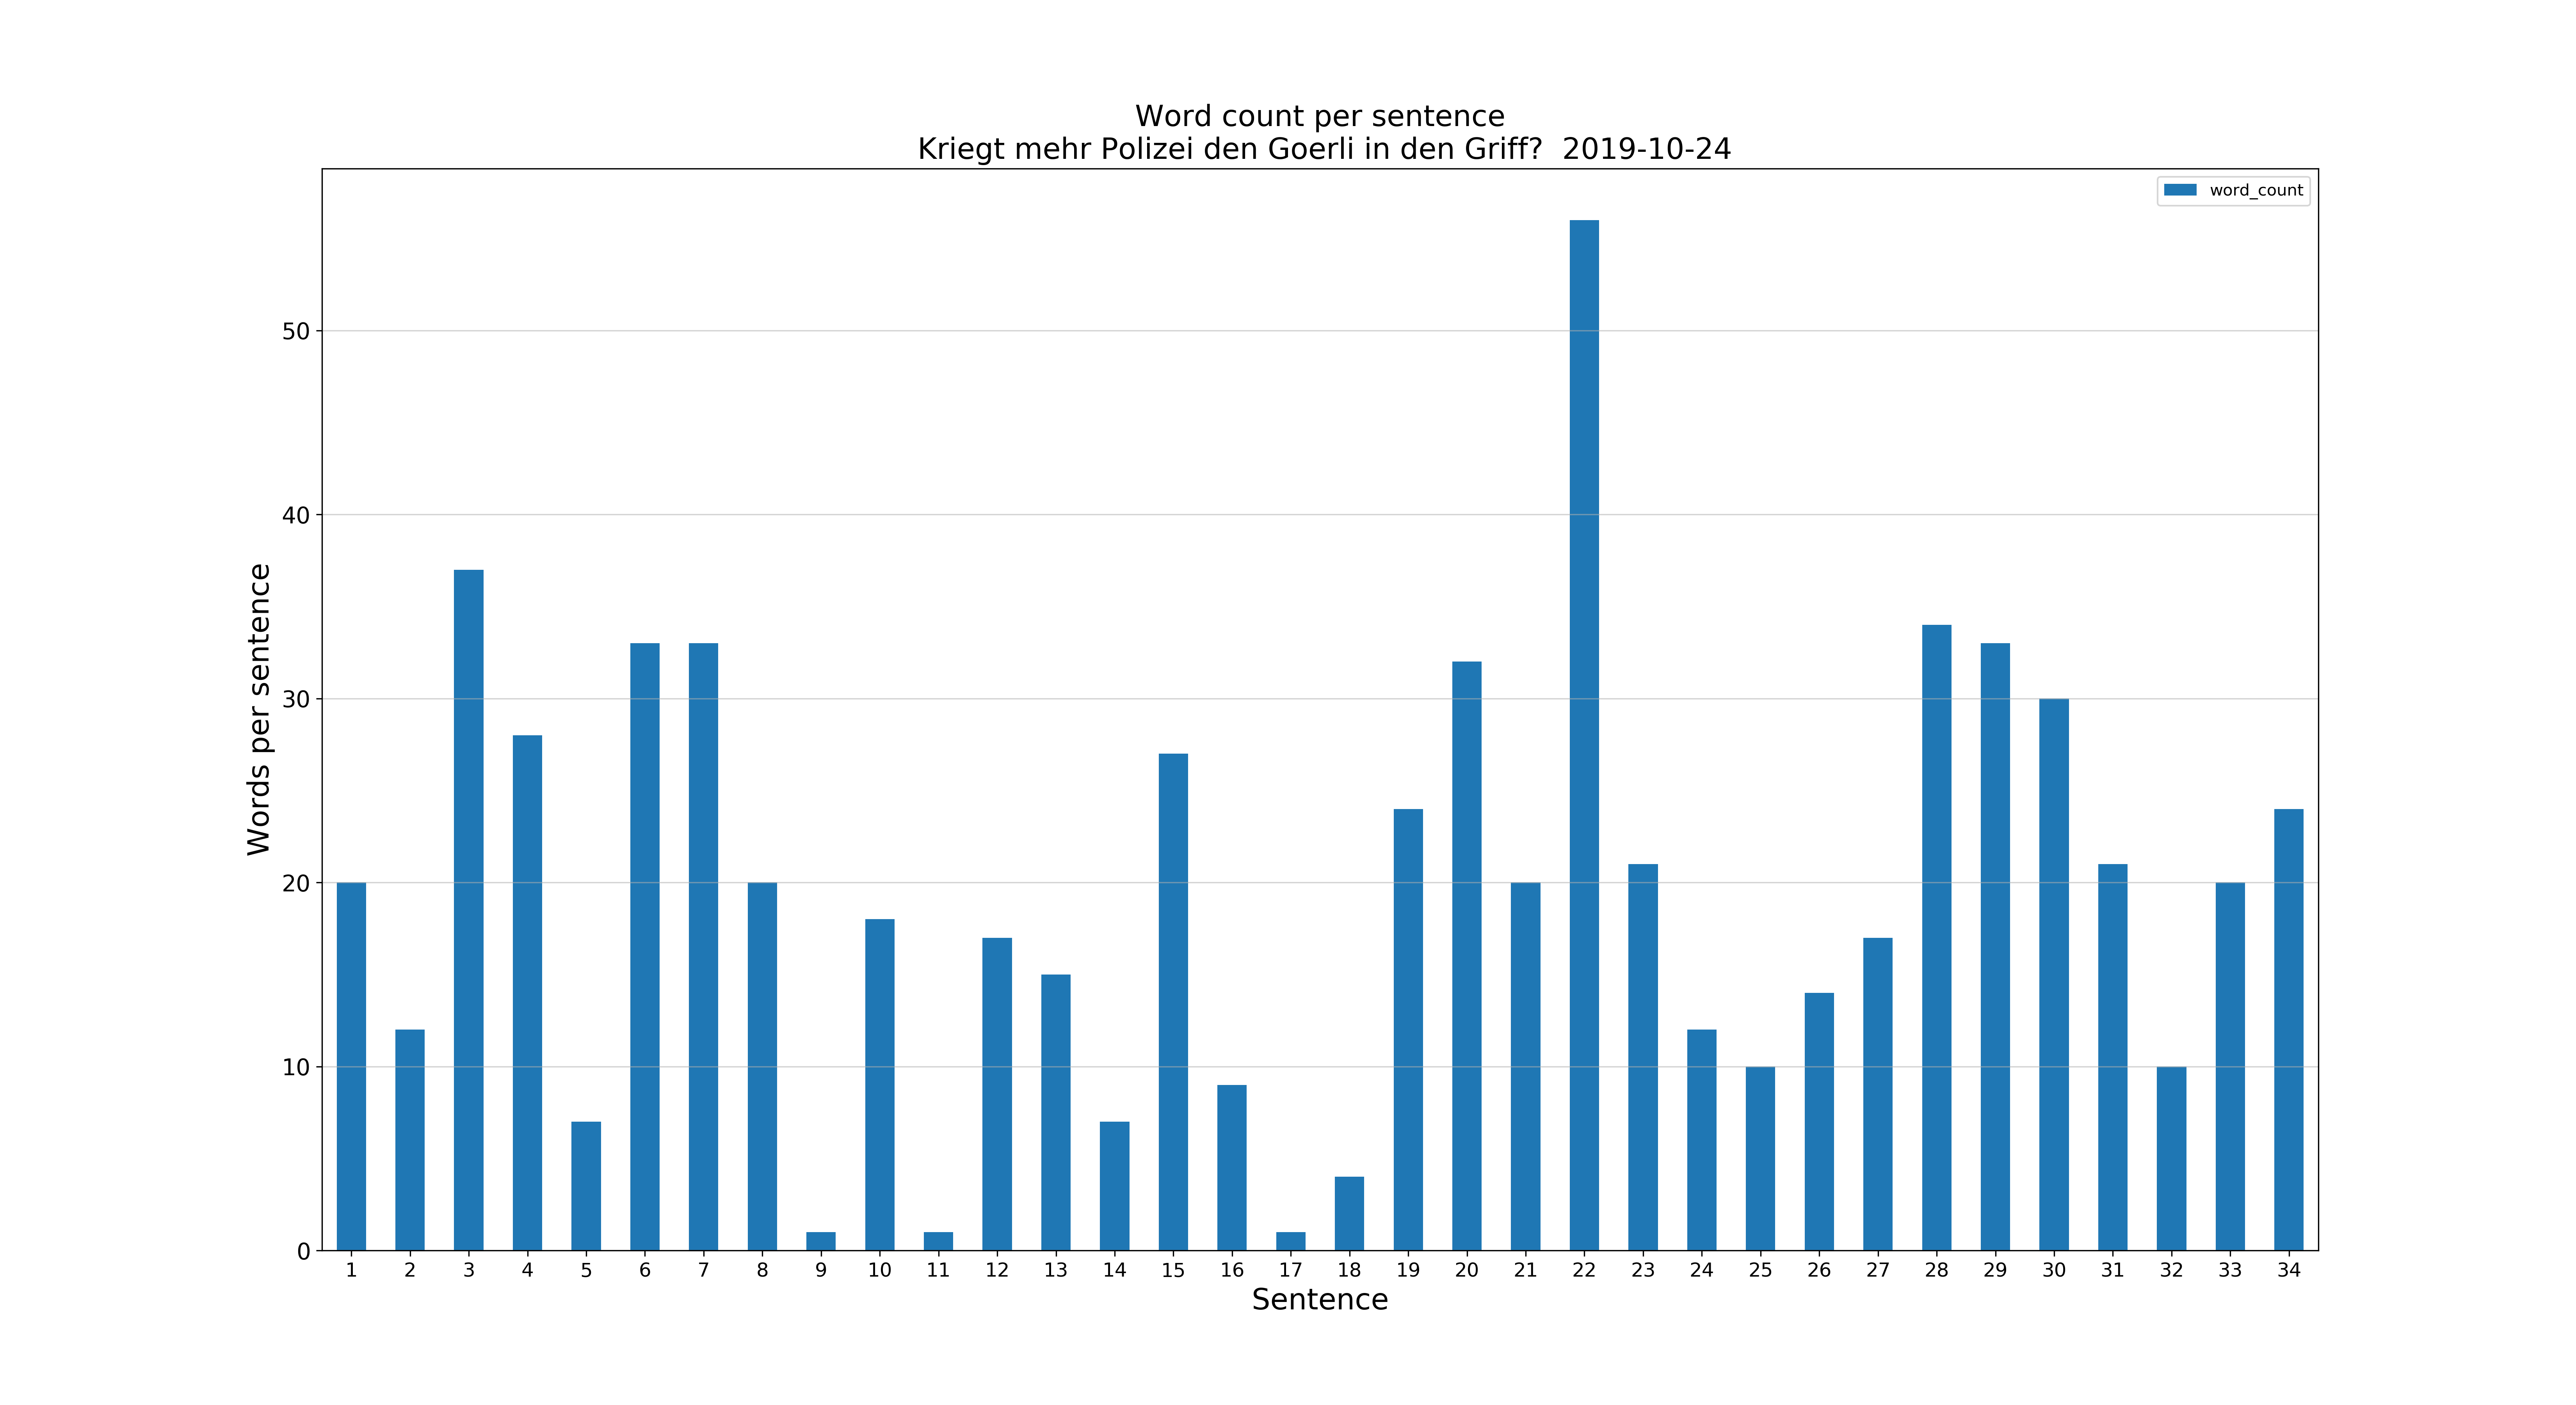 Word count per sentence
Kriegt mehr Polizei den Goerli in den Griff?  2019-10-24
word_count
Words per sentence
50
40
30
20
10
0
1 2 3 4 5 6 7 8 9 10 11 12 13 14 15 16 17 18 19 20 21 22 23 24 25 26 27 28 29 30 31 32 33 34
Sentence